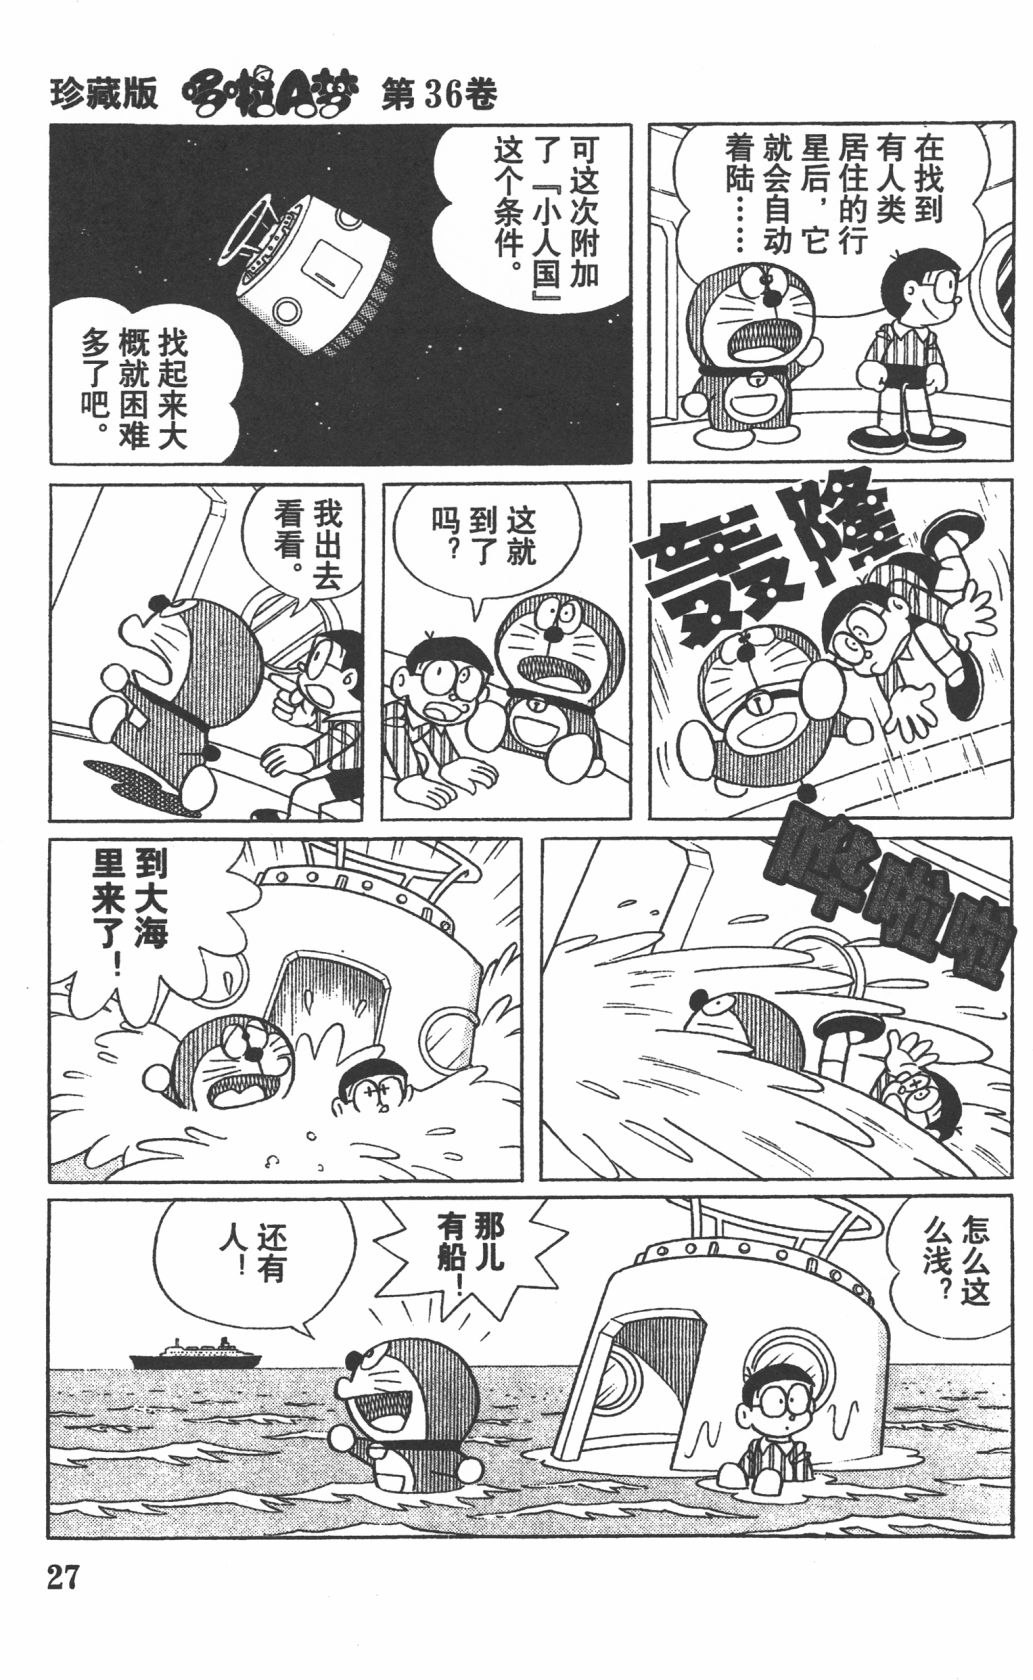 珍藏版 哆啦A梦 第36卷
在找到
有人类
居住的行
星后，它
就会自动
着陆……
可这次附加
了『小人国』
这个条件。
找起来大
概就困难
多了吧。
轰隆
这就
到了
吗？
我出去
看看。
哗啦啦
到大海
里来了！
怎么这
么浅？
那儿
有船！
还有
人！
27